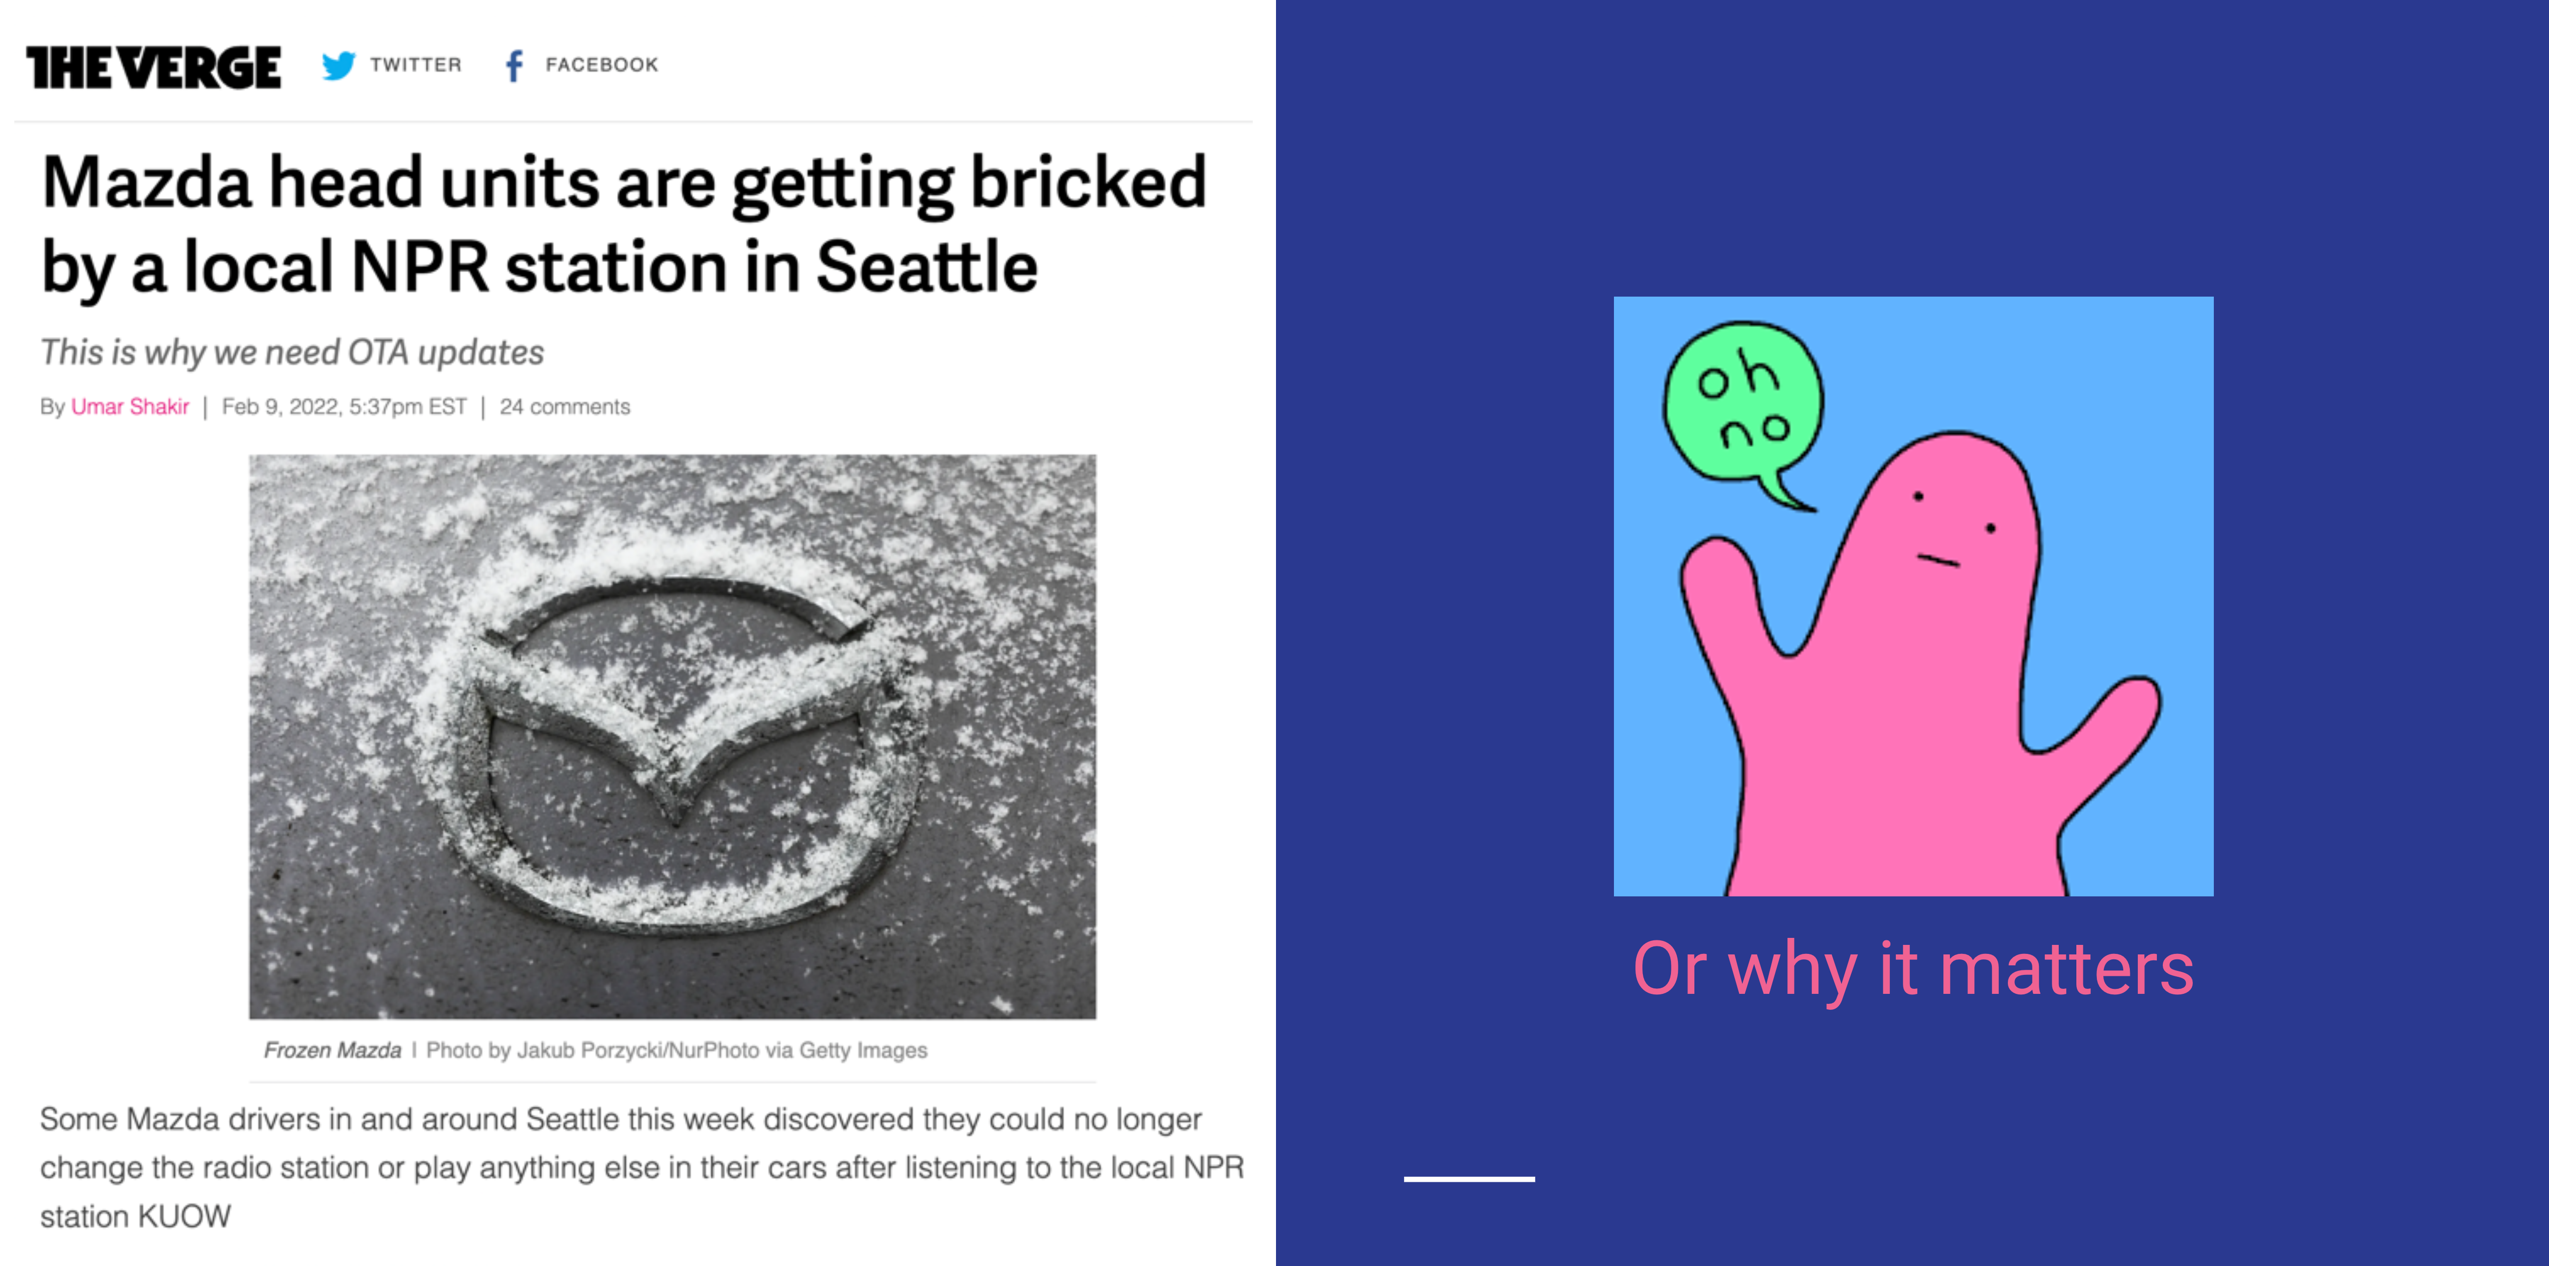 THE VERGE TWITTER FACEBOOK
Mazda head units are getting bricked
by a local NPR station in Seattle
This is why we need OTA updates
By Umar Shakir | Feb 9, 2022, 5:37pm EST | 24 comments
Frozen Mazda | Photo by Jakub Porzycki/NurPhoto via Getty Images
Some Mazda drivers in and around Seattle this week discovered they could no longer
change the radio station or play anything else in their cars after listening to the local NPR
station KUOW
oh
no
Or why it matters